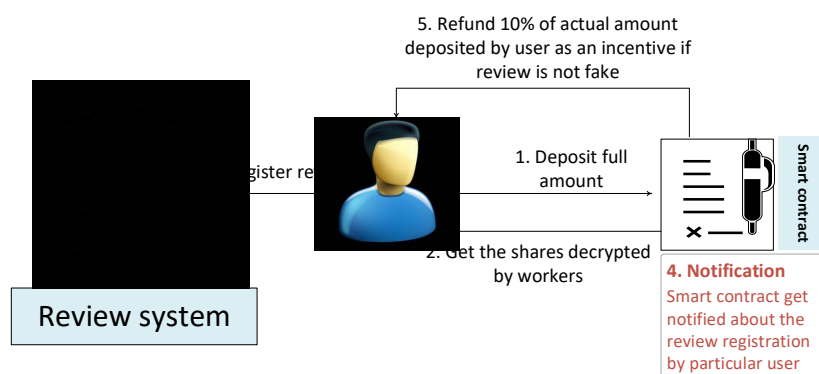 5. Refund 10% of actual amount
deposited by user as an incentive if
review is not fake
1. Deposit full
amount
2. Get the shares decrypted
by workers
Smart contract
4. Notification
Smart contract get
notified about the
review registration
by particular user
Review system